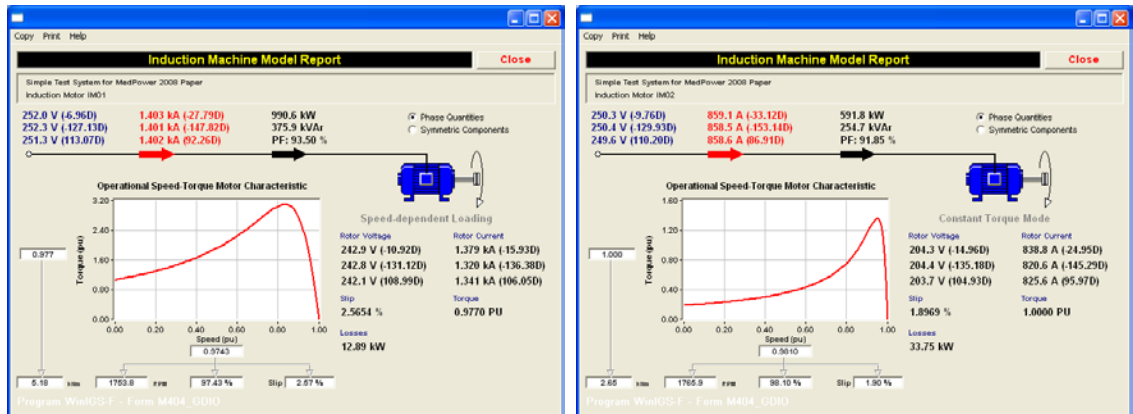 Copy Print Help
Induction Machine Model Report
Close
Simple Test System for MedPower 2008 Paper
Induction Motor IM01
252.0 V (-6.96D) 1.403 kA (-27.79D) 990.6 kW
252.3 V (-127.13D) 1.401 kA (-147.82D) 375.9 kVAr
251.3 V (113.07D) 1.402 kA (92.26D) PF: 93.50 %
Phase Quantities
Symmetric Components
Operational Speed-Torque Motor Characteristic
Speed-dependent Loading
3.20
2.40
1.60
0.80
0.00
Torque (pu)
0.977
0.00 0.20 0.40 0.60 0.80 1.00
Speed (pu)
0.9743
Rotor Voltage Rotor Current
242.9 V (-10.92D) 1.379 kA (-15.93D)
242.8 V (-131.12D) 1.320 kA (-136.38D)
242.1 V (108.99D) 1.341 kA (106.05D)
Slip Torque
2.5654 % 0.9770 PU
Losses
12.89 kW
5.18 kNm 1753.8 RPM 97.43 % Slip 2.57 %
Program WinIGS-F - Form M404_GDIO
Copy Print Help
Induction Machine Model Report
Close
Simple Test System for MedPower 2008 Paper
Induction Motor IM02
250.3 V (-9.76D) 859.1 A (-33.12D) 591.8 kW
250.4 V (-129.93D) 858.5 A (-153.14D) 254.7 kVAr
249.6 V (110.20D) 858.6 A (86.91D) PF: 91.85 %
Phase Quantities
Symmetric Components
Operational Speed-Torque Motor Characteristic
Constant Torque Mode
1.60
1.20
0.80
0.40
0.00
Torque (pu)
1.000
0.00 0.20 0.40 0.60 0.80 1.00
Speed (pu)
0.9810
Rotor Voltage Rotor Current
204.3 V (-14.96D) 838.8 A (-24.95D)
204.4 V (-135.18D) 820.6 A (-145.29D)
203.7 V (104.93D) 825.6 A (95.97D)
Slip Torque
1.8969 % 1.0000 PU
Losses
33.75 kW
2.65 kNm 1765.9 RPM 98.10 % Slip 1.90 %
Program WinIGS-F - Form M404_GDIO